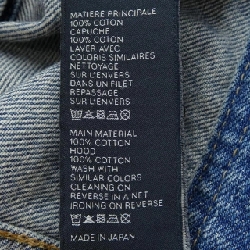 MATIÈRE PRINCIPALE
100% COTON
CAPUCHE
100% COTON
LAVER AVEC
COLORIS SIMILAIRES
NETTOYAGE
SUR L'ENVERS
DANS UN FILET
REPASSAGE
SUR L'ENVERS
MAIN MATERIAL
100% COTTON
HOOD
100% COTTON
WASH WITH
SIMILAR COLORS
CLEANING ON
REVERSE IN A NET
IRONING ON REVERSE
MADE IN JAPAN